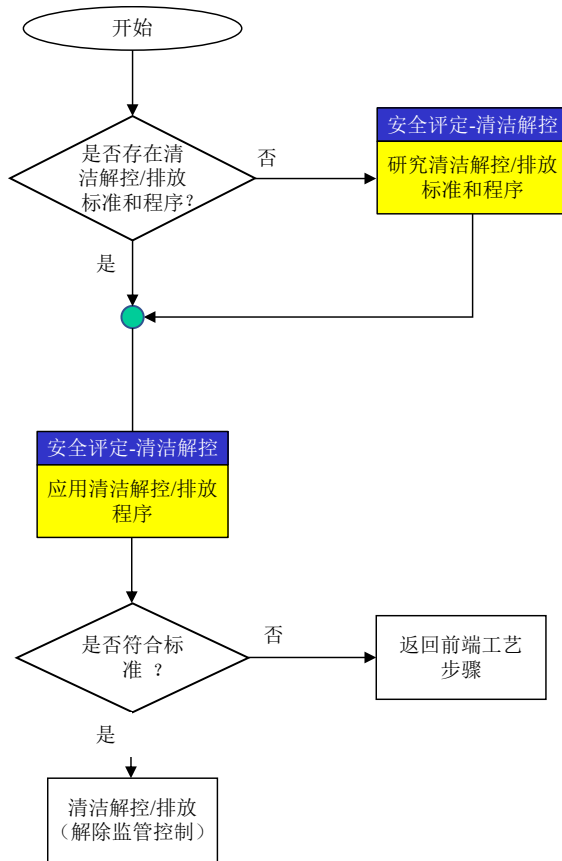 开始
是否存在清
洁解控/排放
标准和程序？
否
安全评定-清洁解控
研究清洁解控/排放
标准和程序
是
安全评定-清洁解控
应用清洁解控/排放
程序
是否符合标
准 ？
否
返回前端工艺
步骤
是
清洁解控/排放
（解除监管控制）